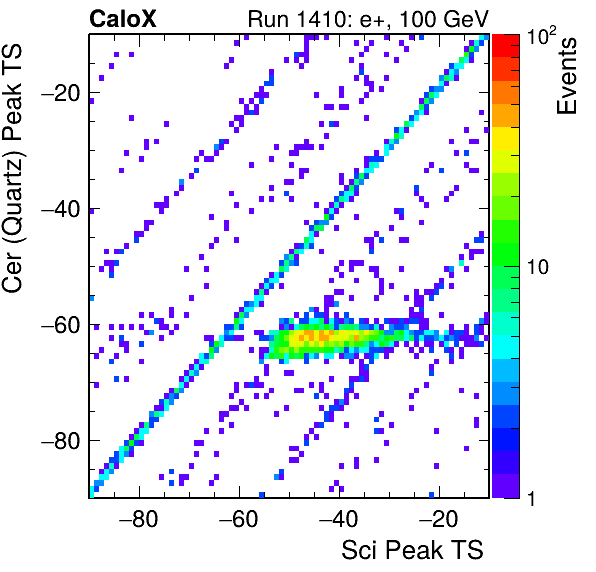 CaloX Run 1410: e+, 100 GeV
Cer (Quartz) Peak TS
−20
−40
−60
−80
−80 −60 −40 −20
Sci Peak TS
10²
10
1
Events